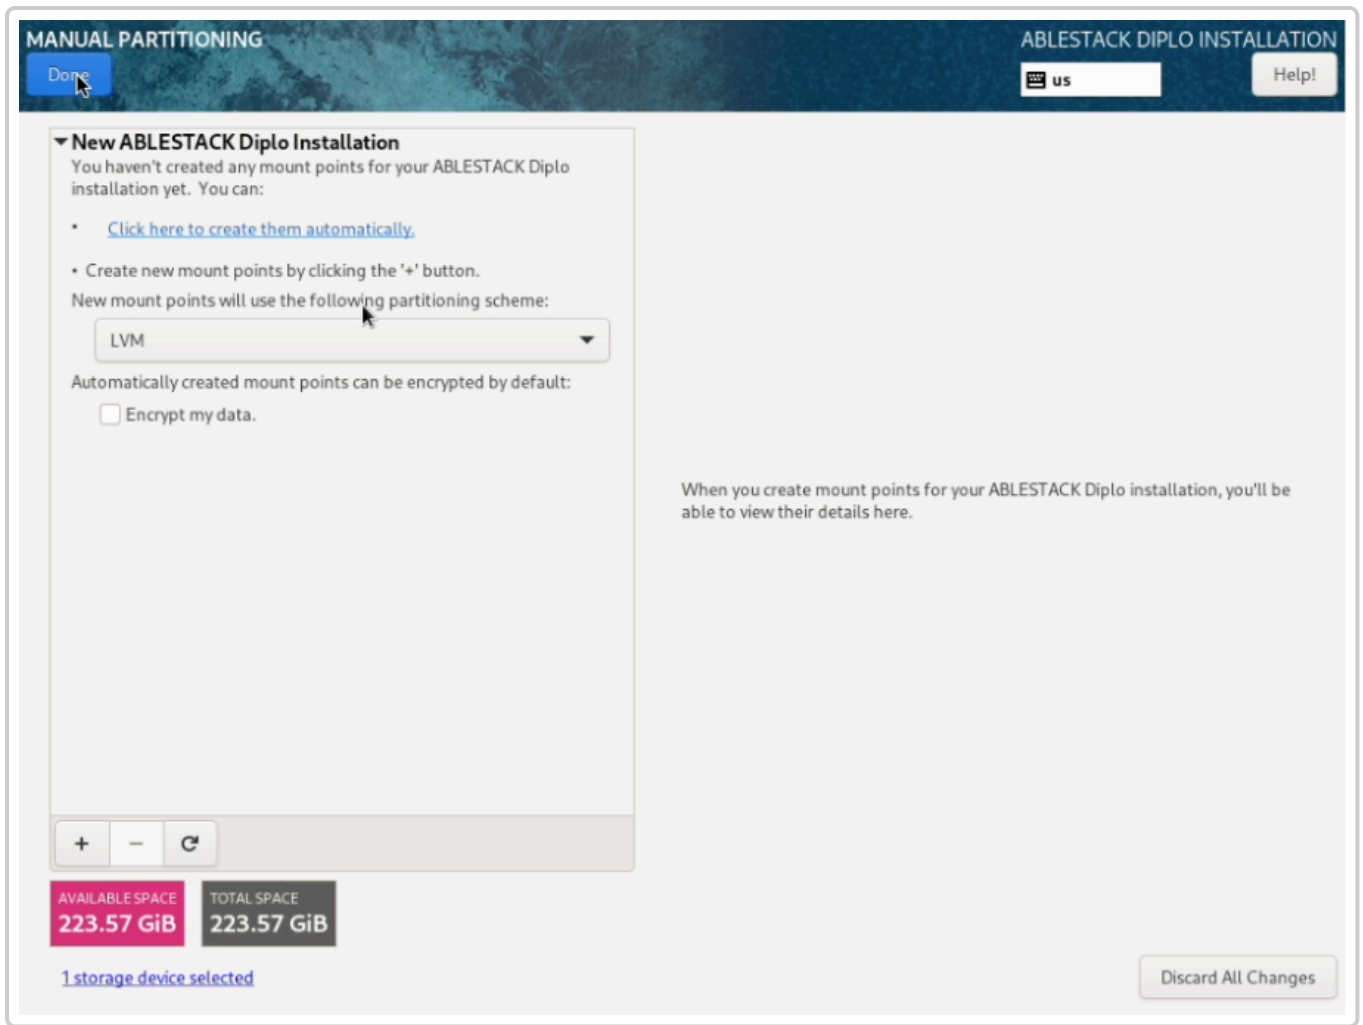 MANUAL PARTITIONING
Done
ABLESTACK DIPLO INSTALLATION
us
Help!
New ABLESTACK Diplo Installation
You haven't created any mount points for your ABLESTACK Diplo
installation yet. You can:
• Click here to create them automatically.
• Create new mount points by clicking the '+' button.
New mount points will use the following partitioning scheme:
LVM
Automatically created mount points can be encrypted by default:
Encrypt my data.
When you create mount points for your ABLESTACK Diplo installation, you'll be
able to view their details here.
+ −
AVAILABLE SPACE
223.57 GiB
TOTAL SPACE
223.57 GiB
1 storage device selected
Discard All Changes